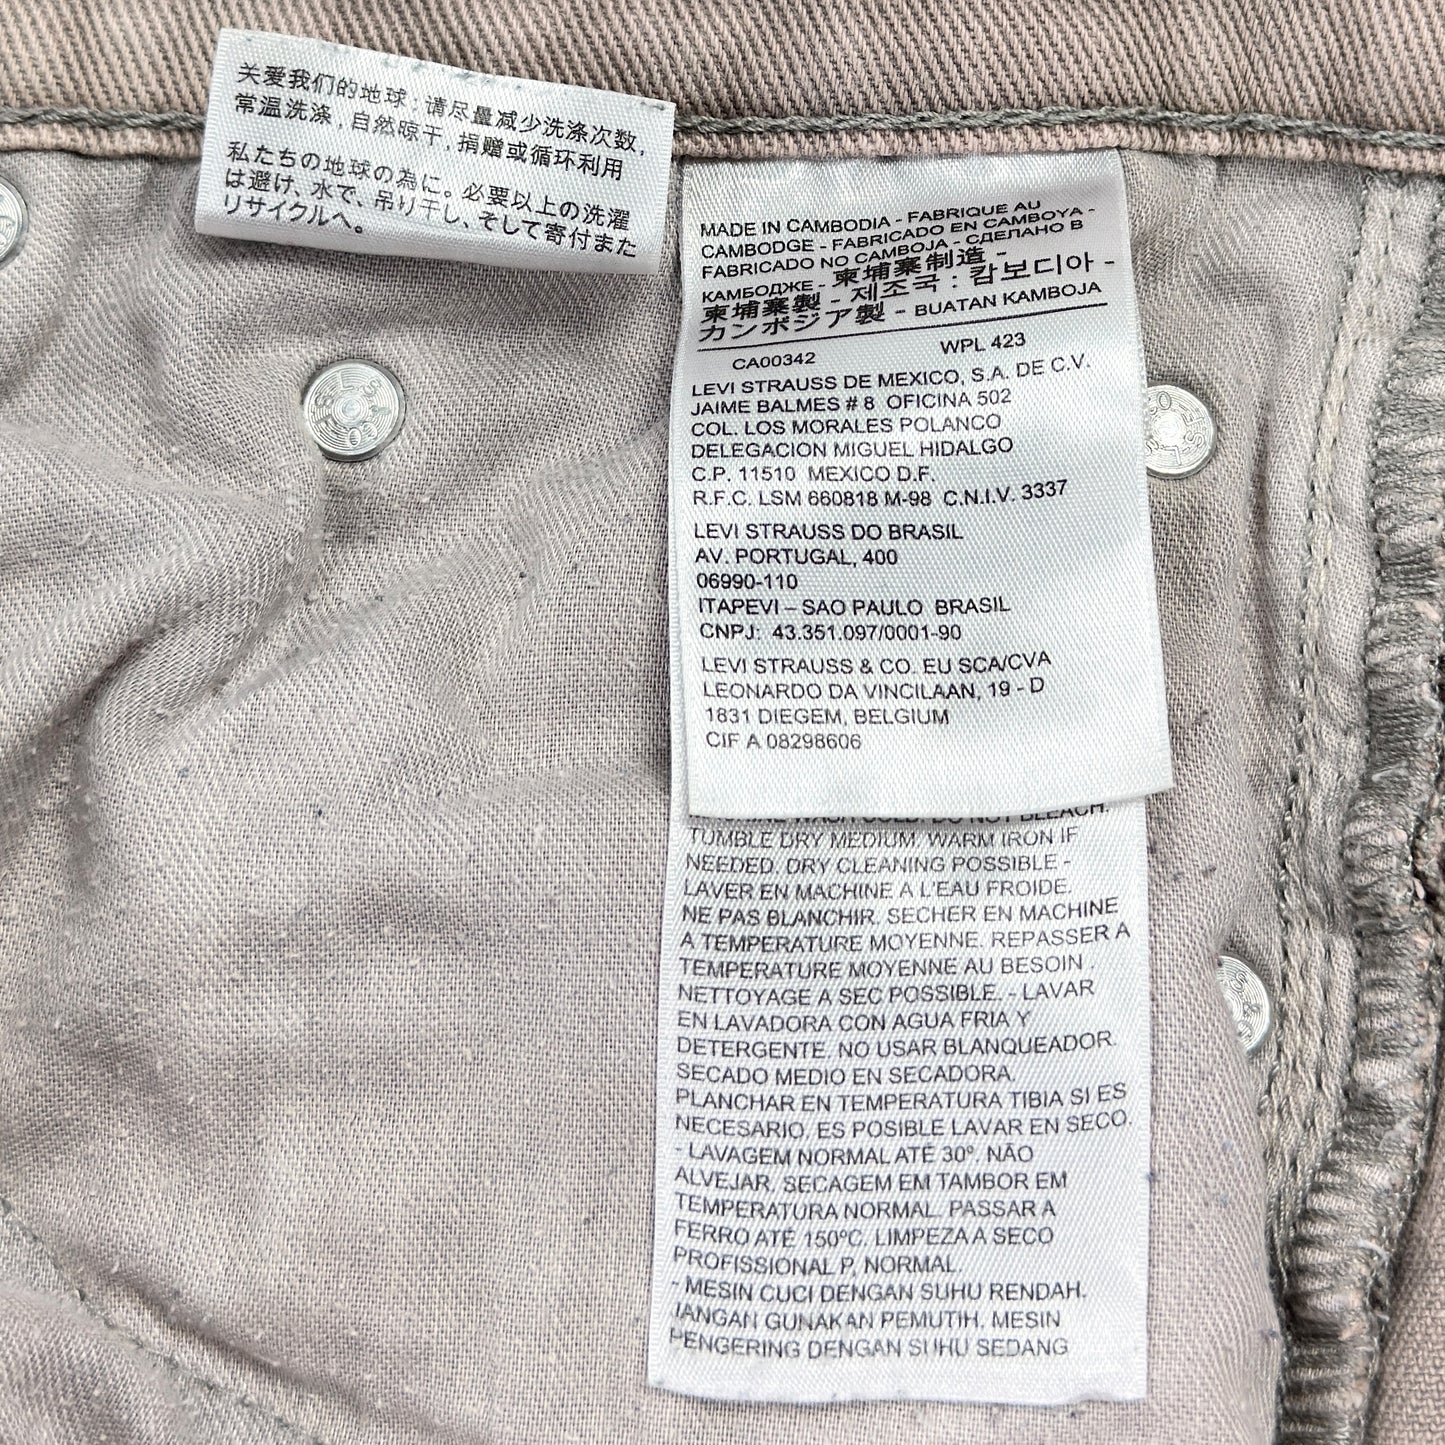 关爱我们的地球：请尽量减少洗涤次数，
常温洗涤，自然晾干，捐赠或循环利用
私たちの地球の為に。必要以上の洗濯
は避け、水で、吊り干し、そして寄付また
リサイクルへ。
MADE IN CAMBODIA - FABRIQUE AU
CAMBODGE - FABRICADO EN CAMBOYA -
FABRICADO NO CAMBOJA - СДЕЛАНО В
КАМБОДЖЕ - 柬埔寨制造 -
柬埔寨製 - 제조국 : 캄보디아 -
カンボジア製 - BUATAN KAMBOJA
CA00342 WPL 423
LEVI STRAUSS DE MEXICO, S.A. DE C.V.
JAIME BALMES # 8 OFICINA 502
COL. LOS MORALES POLANCO
DELEGACION MIGUEL HIDALGO
C.P. 11510 MEXICO D.F.
R.F.C. LSM 660818 M-98 C.N.I.V. 3337
LEVI STRAUSS DO BRASIL
AV. PORTUGAL, 400
06990-110
ITAPEVI – SAO PAULO BRASIL
CNPJ: 43.351.097/0001-90
LEVI STRAUSS & CO. EU SCA/CVA
LEONARDO DA VINCILAAN, 19 - D
1831 DIEGEM, BELGIUM
CIF A 08298606
MACHINE WASH COLD. DO NOT BLEACH.
TUMBLE DRY MEDIUM. WARM IRON IF
NEEDED. DRY CLEANING POSSIBLE -
LAVER EN MACHINE A L'EAU FROIDE.
NE PAS BLANCHIR. SECHER EN MACHINE
A TEMPERATURE MOYENNE. REPASSER A
TEMPERATURE MOYENNE AU BESOIN .
NETTOYAGE A SEC POSSIBLE. - LAVAR
EN LAVADORA CON AGUA FRIA Y
DETERGENTE. NO USAR BLANQUEADOR.
SECADO MEDIO EN SECADORA.
PLANCHAR EN TEMPERATURA TIBIA SI ES
NECESARIO. ES POSIBLE LAVAR EN SECO.
- LAVAGEM NORMAL ATÉ 30º. NÃO
ALVEJAR. SECAGEM EM TAMBOR EM
TEMPERATURA NORMAL. PASSAR A
FERRO ATÉ 150ºC. LIMPEZA A SECO
PROFISSIONAL P, NORMAL.
- MESIN CUCI DENGAN SUHU RENDAH.
JANGAN GUNAKAN PEMUTIH. MESIN
PENGERING DENGAN SUHU SEDANG